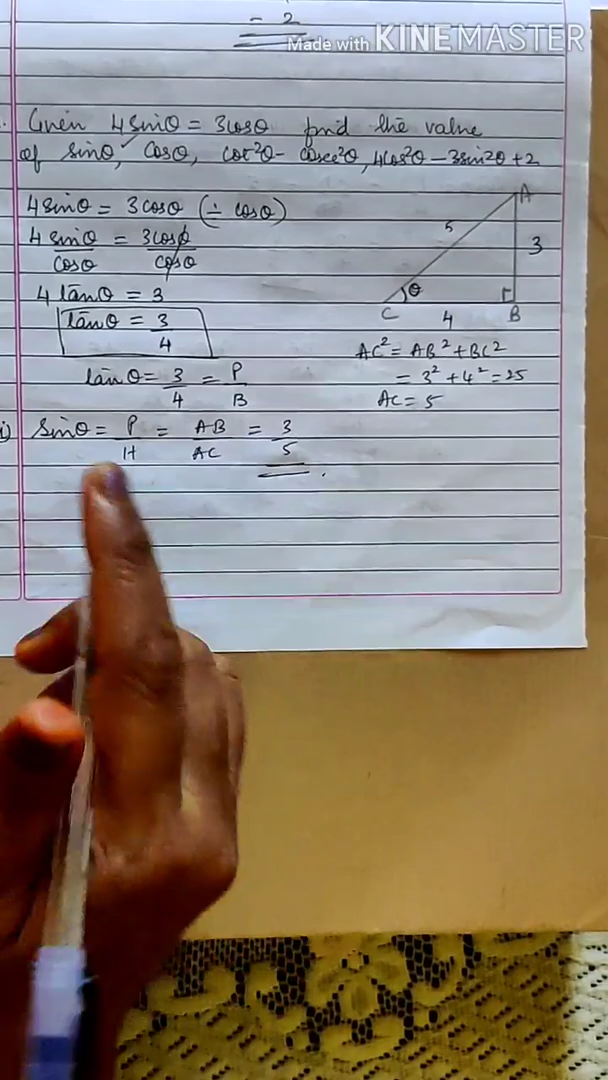 - 2
Made with KINEMASTER
Given 4sinθ = 3cosθ find the value
of sinθ, cosθ, cot²θ - cosec²θ, 4cos²θ - 3sin²θ + 2
4sinθ = 3cosθ (÷ cosθ)
4 sinθ / cosθ = 3cosθ / cosθ
4 tanθ = 3
tanθ = 3/4
tanθ = 3/4 = P/B
i) sinθ = P/H = AB/AC = 3/5
A
5
3
θ
C
4
B
AC² = AB² + BC²
= 3² + 4² = 25
AC = 5